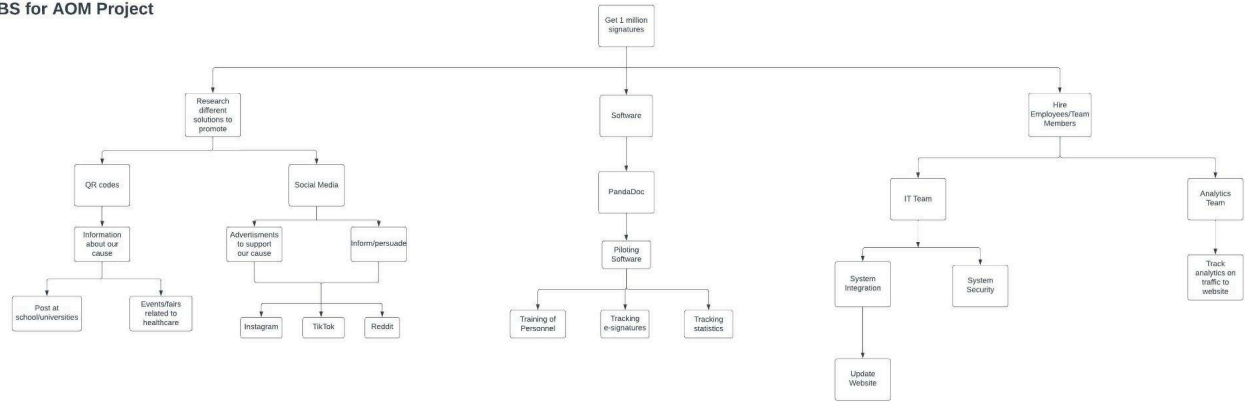 BS for AOM Project
Get 1 million
signatures
Research
different
solutions to
promote
Software
Hire
Employees/Team
Members
QR codes
Social Media
PandaDoc
IT Team
Analytics
Team
Information
about our
cause
Advertisments
to support
our cause
Inform/persuade
Piloting
Software
System
Integration
System
Security
Track
analytics on
traffic to
website
Post at
school/universities
Events/fairs
related to
healthcare
Instagram
TikTok
Reddit
Training of
Personnel
Tracking
e-signatures
Tracking
statistics
Update
Website